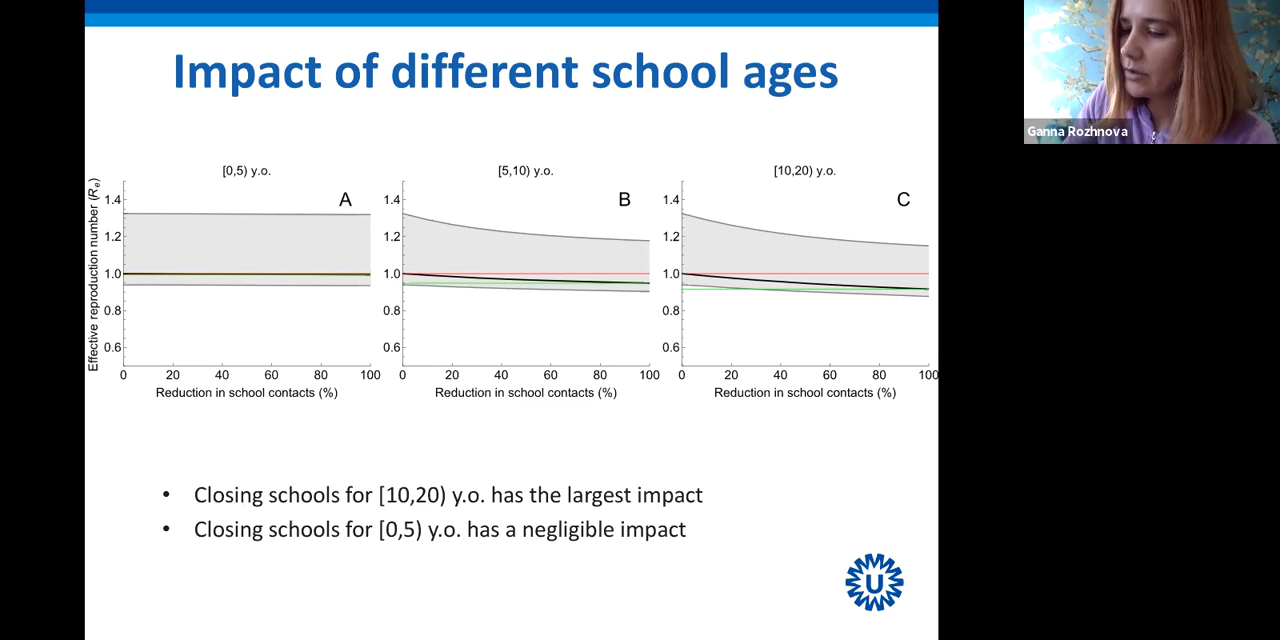 Impact of different school ages
Ganna Rozhnova
[0,5) y.o.
[5,10) y.o.
[10,20) y.o.
A
B
C
Effective reproduction number (Re)
1.4
1.2
1.0
0.8
0.6
0 20 40 60 80 100
Reduction in school contacts (%)
1.4
1.2
1.0
0.8
0.6
0 20 40 60 80 100
Reduction in school contacts (%)
1.4
1.2
1.0
0.8
0.6
0 20 40 60 80 100
Reduction in school contacts (%)
• Closing schools for [10,20) y.o. has the largest impact
• Closing schools for [0,5) y.o. has a negligible impact
U